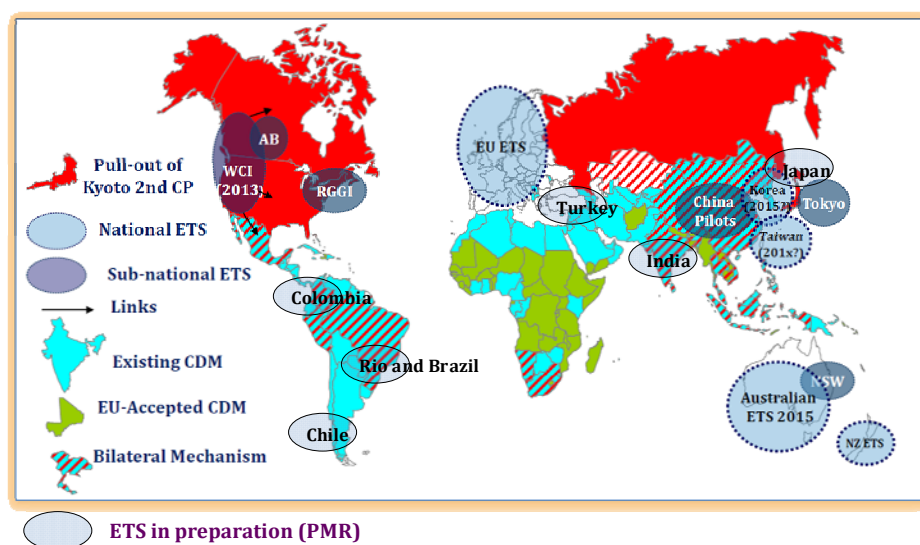 Pull-out of
Kyoto 2nd CP
National ETS
Sub-national ETS
Links
Existing CDM
EU-Accepted CDM
Bilateral Mechanism
AB
WCI
(2013)
RGGI
Colombia
Rio and Brazil
Chile
EU ETS
Turkey
India
China
Pilots
Japan
Korea
(2015?)
Tokyo
Taiwan
(201x?)
NSW
Australian
ETS 2015
NZ ETS
ETS in preparation (PMR)